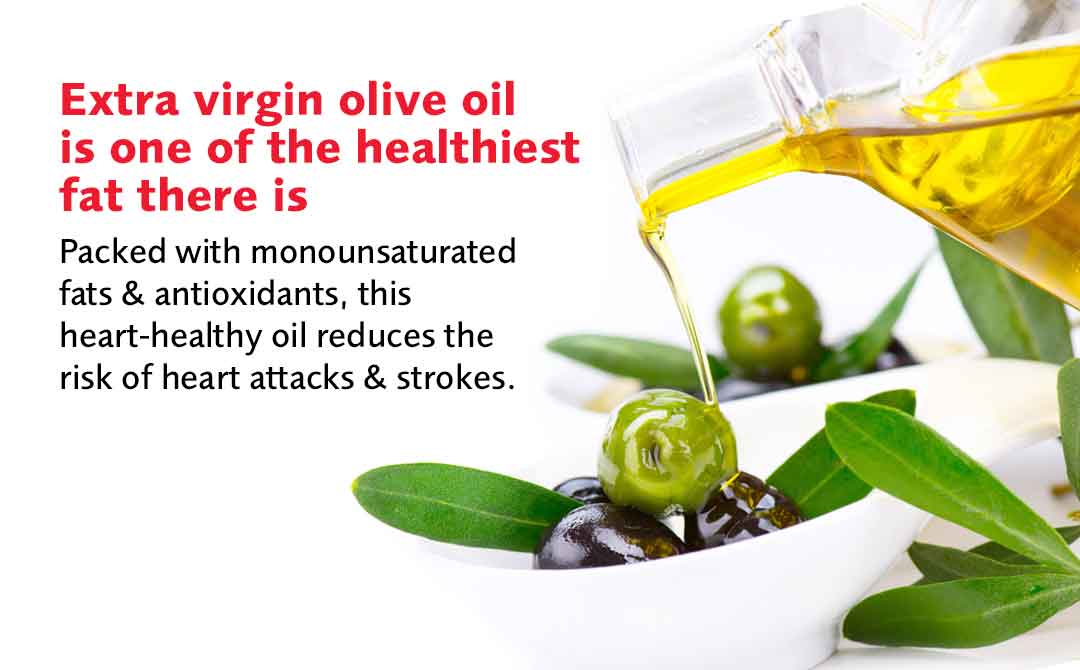 Extra virgin olive oil
is one of the healthiest
fat there is
Packed with monounsaturated
fats & antioxidants, this
heart-healthy oil reduces the
risk of heart attacks & strokes.